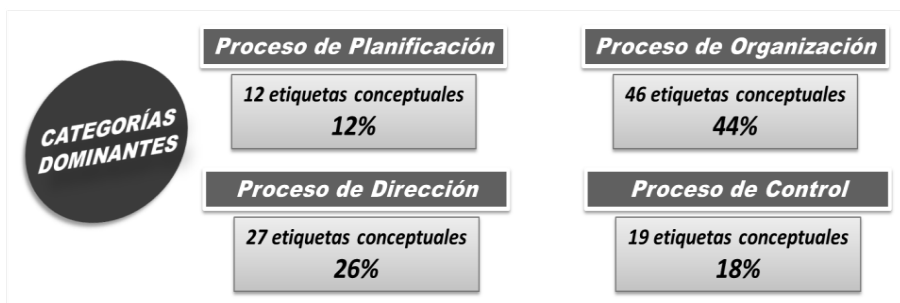 CATEGORÍAS
DOMINANTES
Proceso de Planificación
12 etiquetas conceptuales
12%
Proceso de Organización
46 etiquetas conceptuales
44%
Proceso de Dirección
27 etiquetas conceptuales
26%
Proceso de Control
19 etiquetas conceptuales
18%